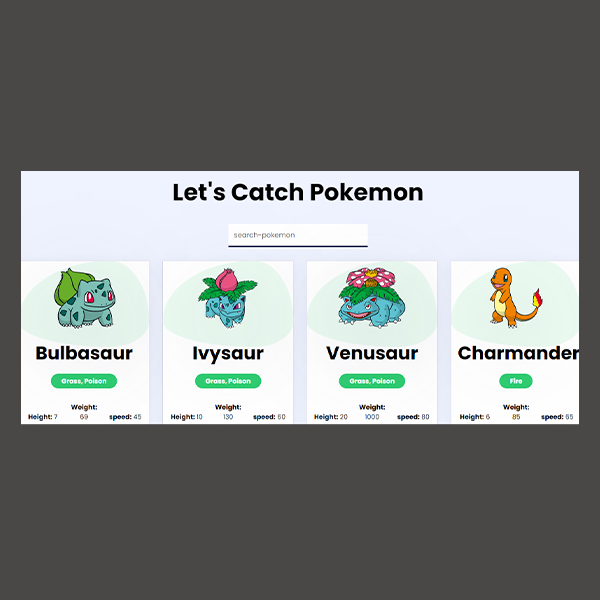 Let's Catch Pokemon
search-pokemon
Bulbasaur Ivysaur Venusaur Charmander
Grass, Poison Grass, Poison Grass, Poison Fire
Weight: Weight: Weight: Weight:
Height: 7 69 speed: 45 Height: 10 130 speed: 60 Height: 20 1000 speed: 80 Height: 6 85 speed: 65